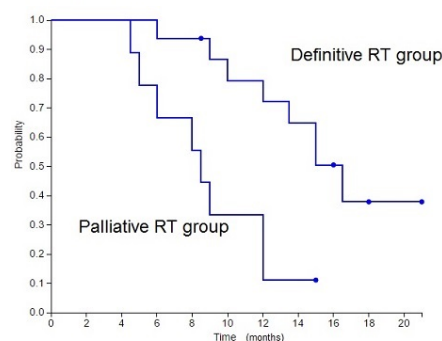 1.0
0.9
0.8
0.7
0.6
0.5
0.4
0.3
0.2
0.1
0.0
Probability
Definitive RT group
Palliative RT group
0 2 4 6 8 10 12 14 16 18 20
Time (months)